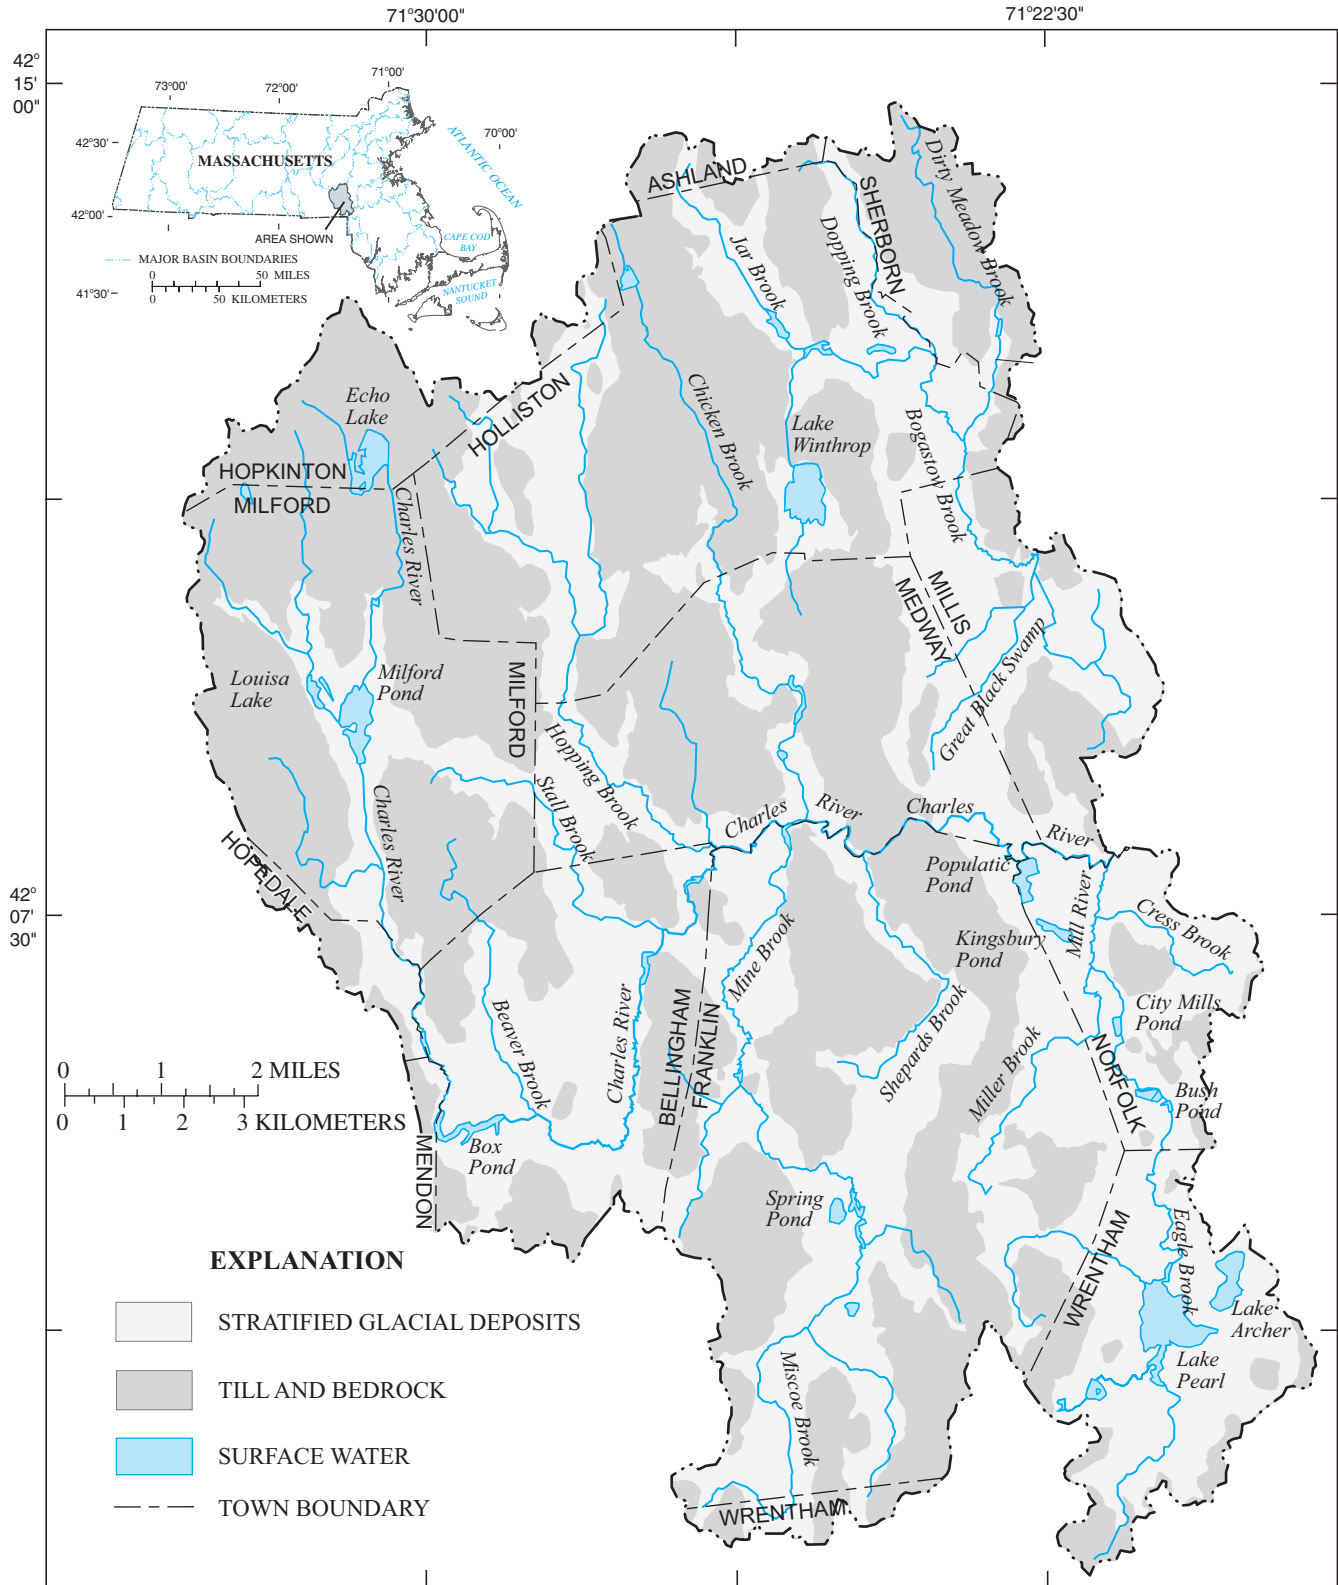 71°30'00"
71°22'30"
42°
15'
00"
73°00'
72°00'
71°00'
70°00'
42°30'
42°00'
41°30'
MASSACHUSETTS
ATLANTIC OCEAN
CAPE COD
BAY
NANTUCKET
SOUND
AREA SHOWN
MAJOR BASIN BOUNDARIES
0 50 MILES
0 50 KILOMETERS
ASHLAND
SHERBORN
Dirty Meadow Brook
Jar Brook
Dopping Brook
HOLLISTON
Echo
Lake
Chicken Brook
Lake
Winthrop
Bogastow Brook
HOPKINTON
MILFORD
Charles River
MILLIS
MEDWAY
Great Black Swamp
Louisa
Lake
Milford
Pond
MILFORD
Hopping Brook
Stall Brook
Charles River
Charles
River
Charles
River
HOPEDALE
42°
07'
30"
Populatic
Pond
Mill River
Cress Brook
Kingsbury
Pond
Mine Brook
City Mills
Pond
Shepards Brook
Beaver Brook
Charles River
BELLINGHAM
FRANKLIN
Miller Brook
NORFOLK
Bush
Pond
0 1 2 MILES
0 1 2 3 KILOMETERS
MENDON
Box
Pond
Spring
Pond
Eagle Brook
WRENTHAM
Lake
Archer
Lake
Pearl
Miscoe Brook
WRENTHAM
EXPLANATION
STRATIFIED GLACIAL DEPOSITS
TILL AND BEDROCK
SURFACE WATER
TOWN BOUNDARY